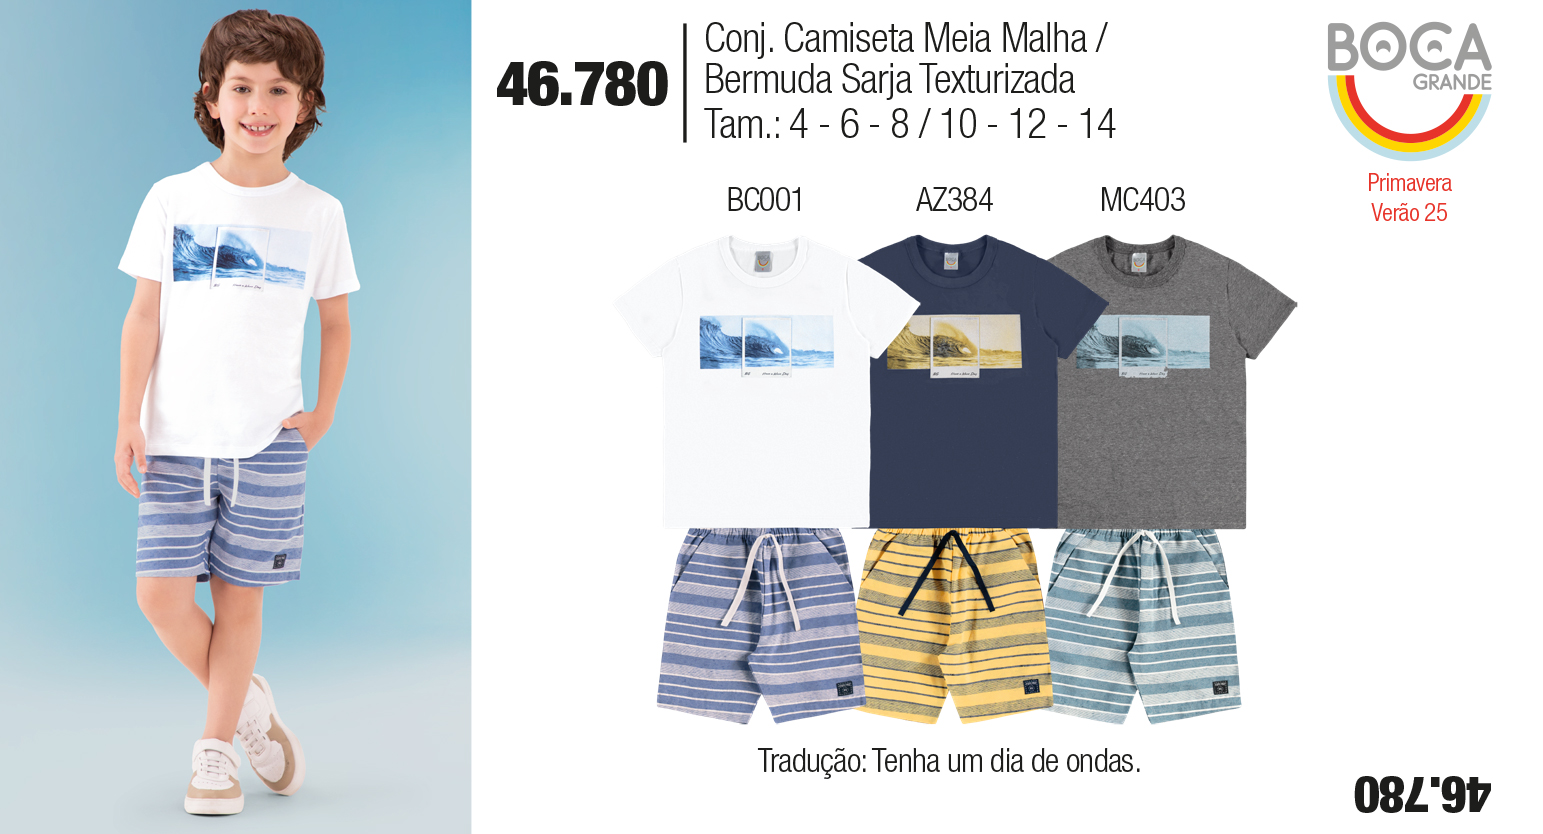 46.780
Conj. Camiseta Meia Malha /
Bermuda Sarja Texturizada
Tam.: 4 - 6 - 8 / 10 - 12 - 14
BOCA
GRANDE
Primavera
Verão 25
BC001
AZ384
MC403
Tradução: Tenha um dia de ondas.
46.780